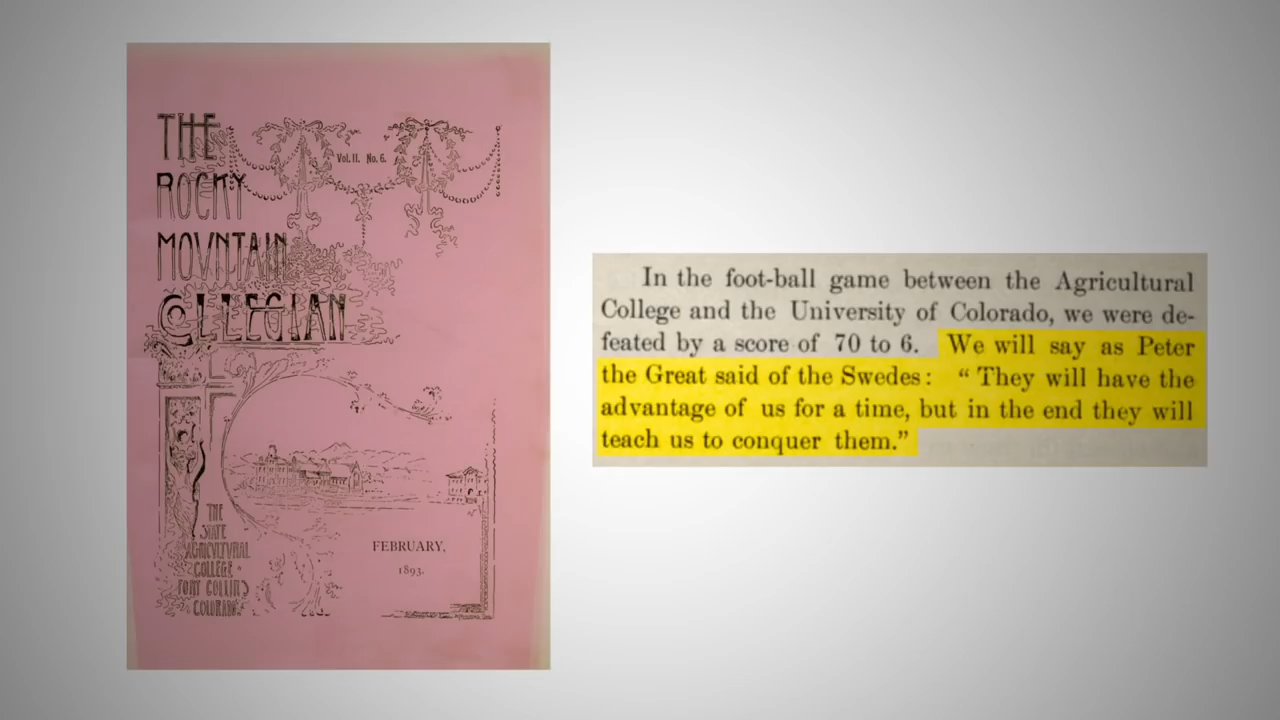 THE
ROCKY
MOVNTAIN
COLLEGIAN
Vol. II. No. 6.
THE
STATE
AGRICVLTVRAL
COLLEGE
FORT COLLINS
COLORADO.
FEBRUARY,
1893.
In the foot-ball game between the Agricultural
College and the University of Colorado, we were de-
feated by a score of 70 to 6. We will say as Peter
the Great said of the Swedes: “They will have the
advantage of us for a time, but in the end they will
teach us to conquer them.”